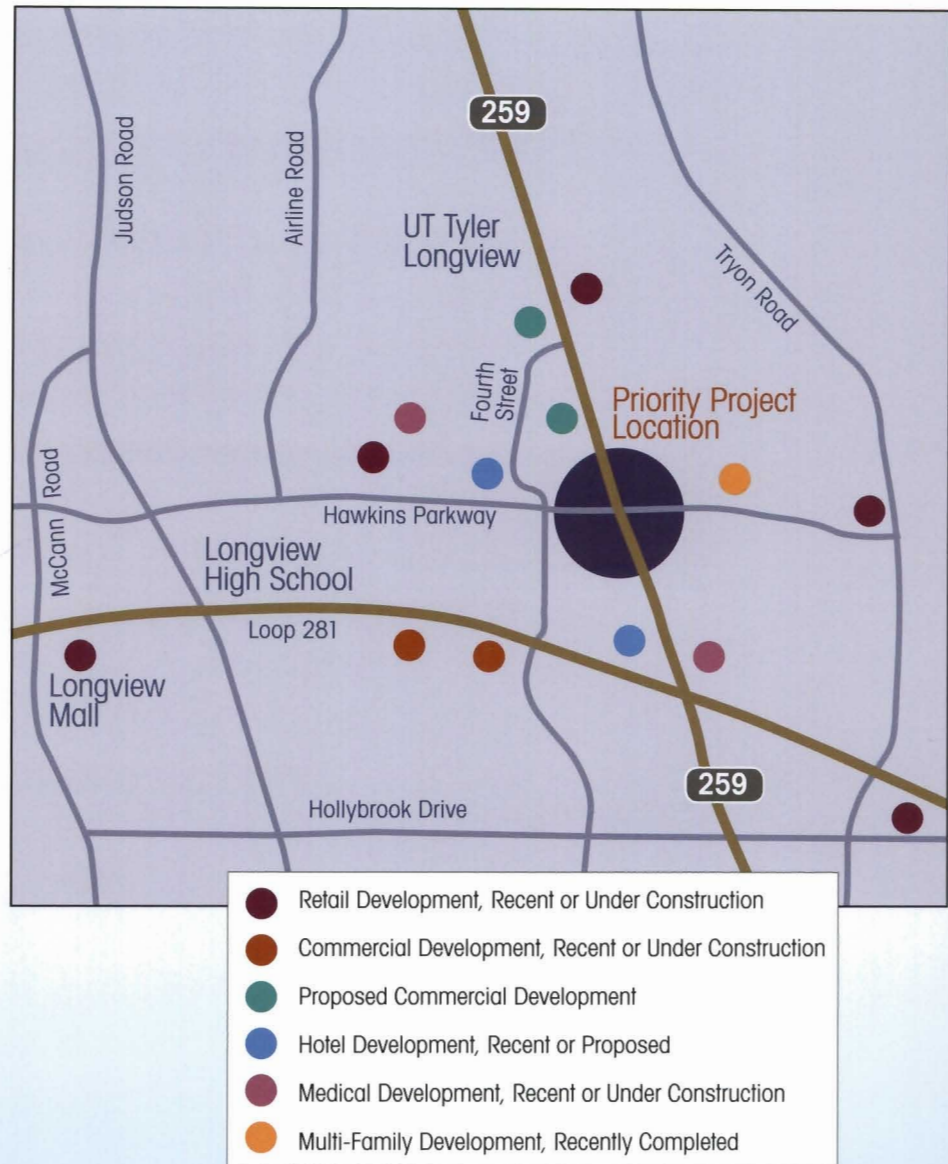 259
Judson Road
Airline Road
UT Tyler
Longview
Tryon Road
Fourth
Street
Priority Project
Location
McCann Road
Hawkins Parkway
Longview
High School
Loop 281
Longview
Mall
259
Hollybrook Drive
Retail Development, Recent or Under Construction
Commercial Development, Recent or Under Construction
Proposed Commercial Development
Hotel Development, Recent or Proposed
Medical Development, Recent or Under Construction
Multi-Family Development, Recently Completed